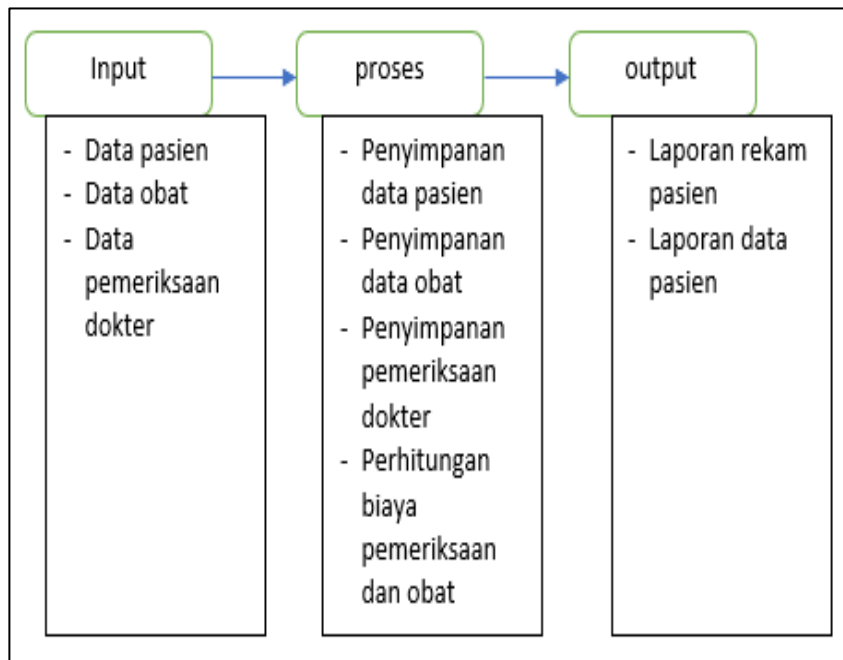 Input
proses
output
- Data pasien
- Data obat
- Data
pemeriksaan
dokter
- Penyimpanan
data pasien
- Penyimpanan
data obat
- Penyimpanan
pemeriksaan
dokter
- Perhitungan
biaya
pemeriksaan
dan obat
- Laporan rekam
pasien
- Laporan data
pasien